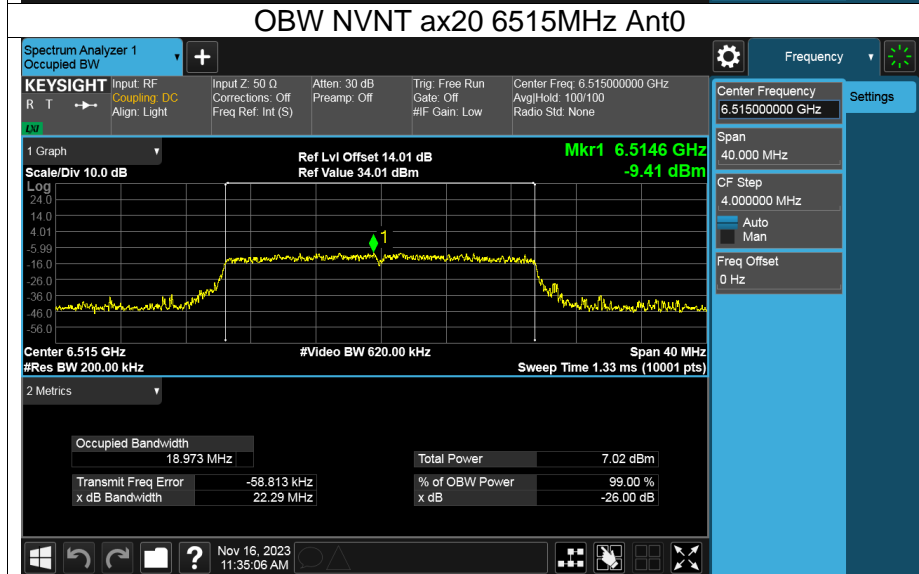 OBW NVNT ax20 6515MHz Ant0
Spectrum Analyzer 1
Occupied BW
+
Frequency
KEYSIGHT
R T
LXI
Input: RF
Coupling: DC
Align: Light
Input Z: 50 Ω
Corrections: Off
Freq Ref: Int (S)
Atten: 30 dB
Preamp: Off
Trig: Free Run
Gate: Off
#IF Gain: Low
Center Freq: 6.515000000 GHz
Avg|Hold: 100/100
Radio Std: None
Center Frequency
6.515000000 GHz
Settings
Span
40.000 MHz
CF Step
4.000000 MHz
Auto
Man
Freq Offset
0 Hz
1 Graph
Ref Lvl Offset 14.01 dB
Mkr1 6.5146 GHz
Scale/Div 10.0 dB
Ref Value 34.01 dBm
-9.41 dBm
Log
24.0
14.0
4.01
-5.99
-16.0
-26.0
-36.0
-46.0
-56.0
1
Center 6.515 GHz
#Video BW 620.00 kHz
Span 40 MHz
#Res BW 200.00 kHz
Sweep Time 1.33 ms (10001 pts)
2 Metrics
Occupied Bandwidth
18.973 MHz
Total Power 7.02 dBm
Transmit Freq Error -58.813 kHz
% of OBW Power 99.00 %
x dB Bandwidth 22.29 MHz
x dB -26.00 dB
?
Nov 16, 2023
11:35:06 AM